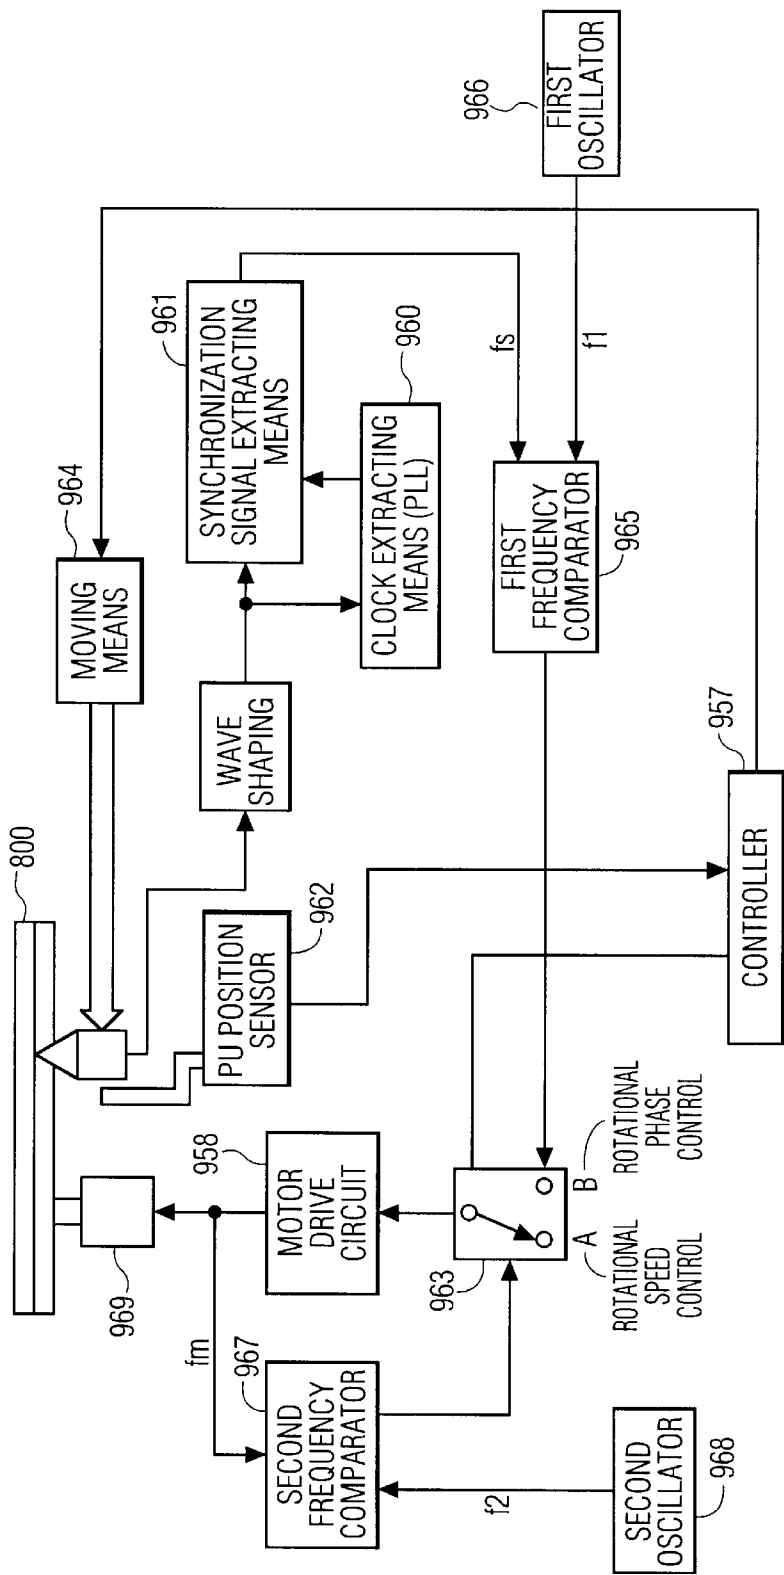 800
964
MOVING
MEANS
961
SYNCHRONIZATION
SIGNAL EXTRACTING
MEANS
966
FIRST
OSCILLATOR
969
962
PU POSITION
SENSOR
WAVE
SHAPING
960
CLOCK EXTRACTING
MEANS (PLL)
fs
f1
fm
958
MOTOR
DRIVE
CIRCUIT
967
SECOND
FREQUENCY
COMPARATOR
FIRST
FREQUENCY
COMPARATOR
965
963
A
B
ROTATIONAL
SPEED
CONTROL
ROTATIONAL
PHASE
CONTROL
f2
SECOND
OSCILLATOR
968
957
CONTROLLER